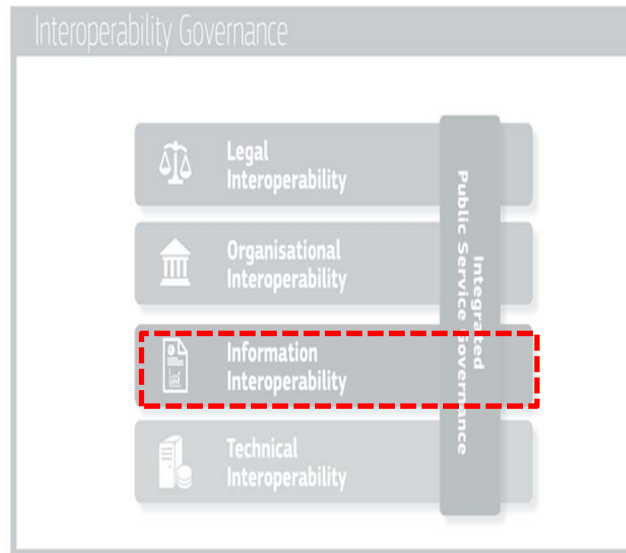 Interoperability Governance
Legal
Interoperability
Organisational
Interoperability
Information
Interoperability
Technical
Interoperability
Integrated
Public Service Governance